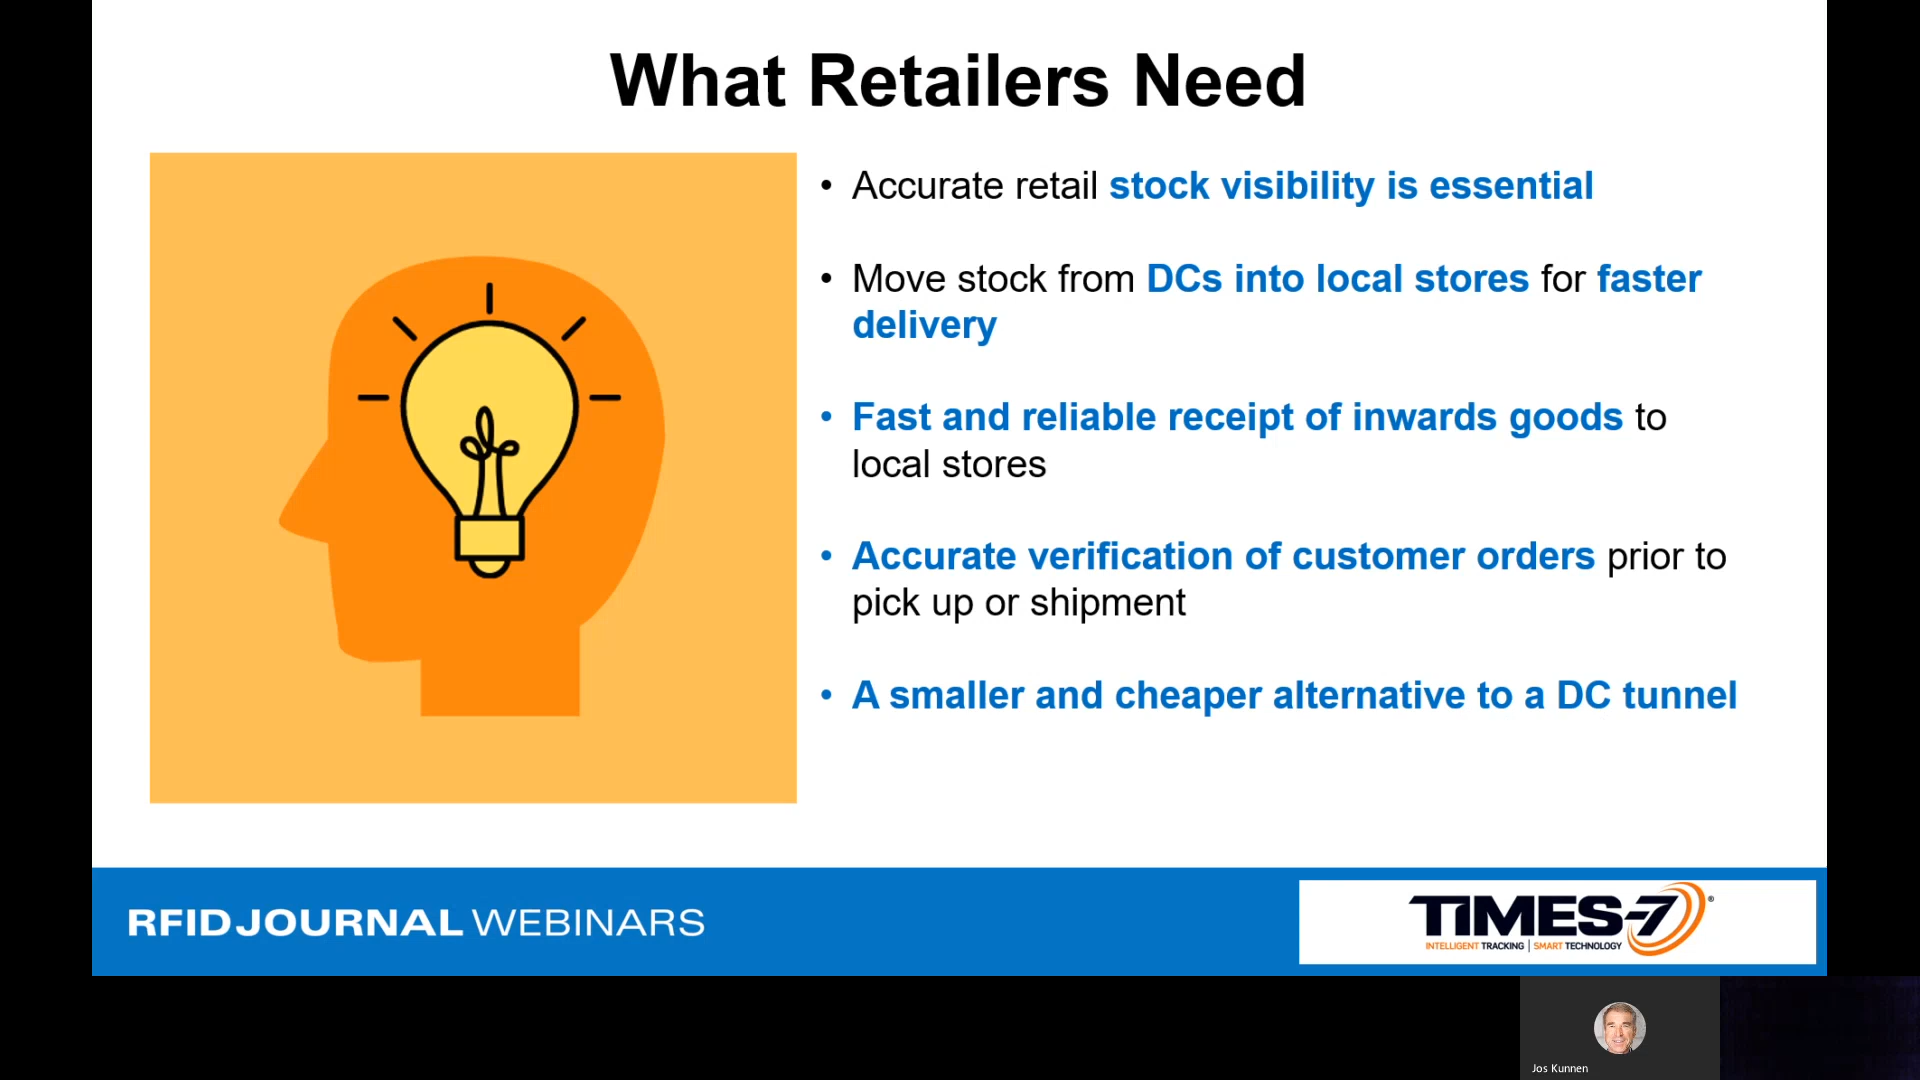 What Retailers Need
• Accurate retail stock visibility is essential
• Move stock from DCs into local stores for faster
delivery
• Fast and reliable receipt of inwards goods to
local stores
• Accurate verification of customer orders prior to
pick up or shipment
• A smaller and cheaper alternative to a DC tunnel
RFID JOURNAL WEBINARS
TIMES-7®
INTELLIGENT TRACKING | SMART TECHNOLOGY
Jos Kunnen